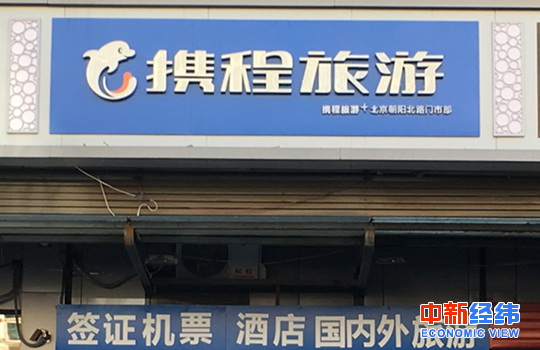 携程旅游
携程旅游+北京朝阳北路门市部
签证机票 酒店 国内外旅游
中新经纬
ECONOMIC VIEW